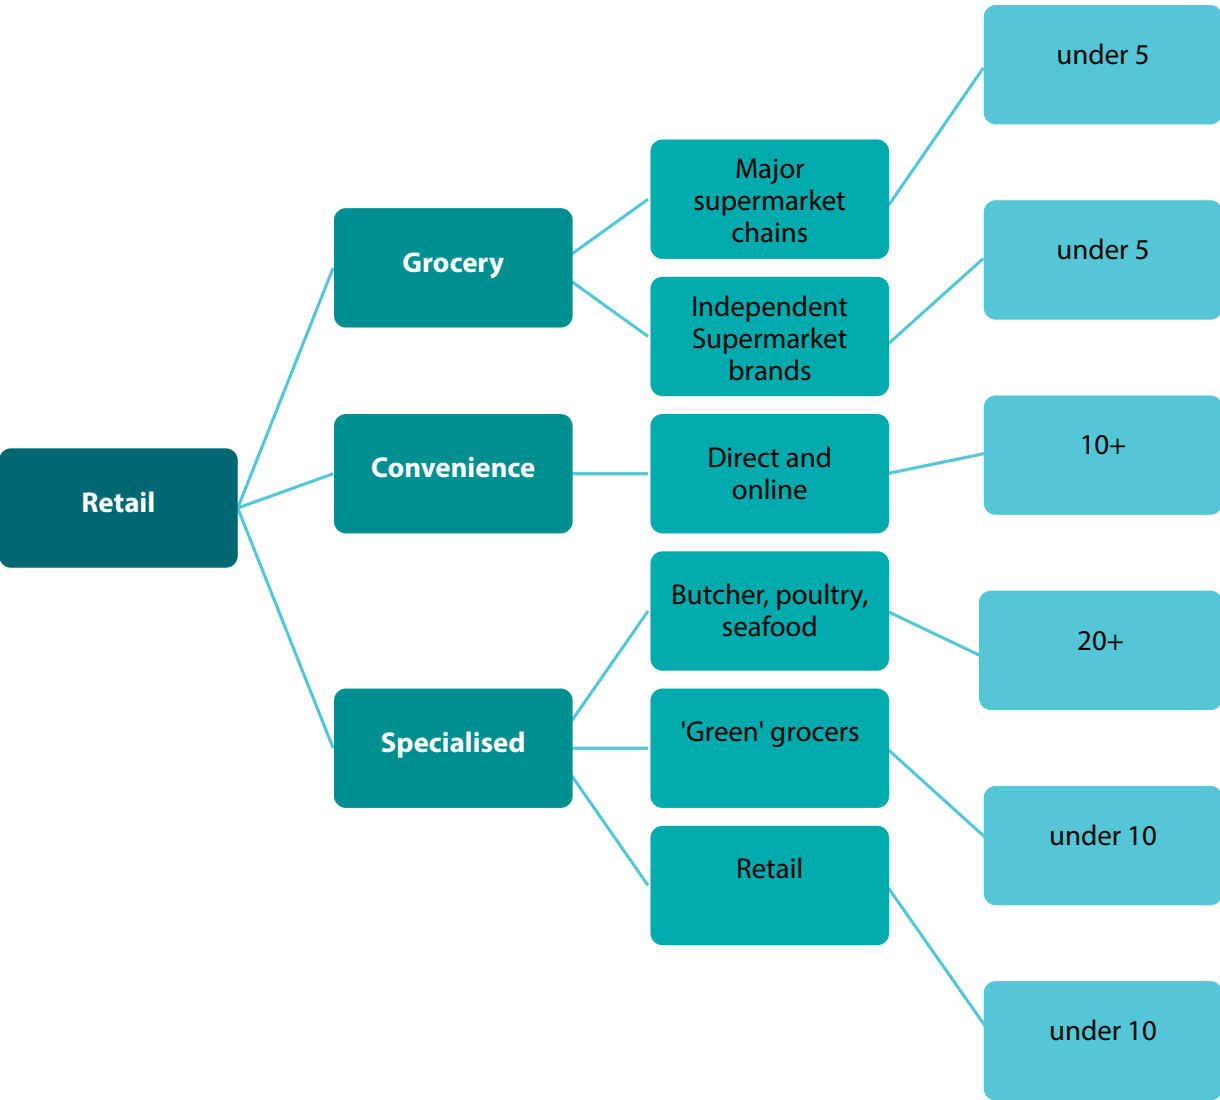 Retail
Grocery
Convenience
Specialised
Major
supermarket
chains
Independent
Supermarket
brands
Direct and
online
Butcher, poultry,
seafood
'Green' grocers
Retail
under 5
under 5
10+
20+
under 10
under 10